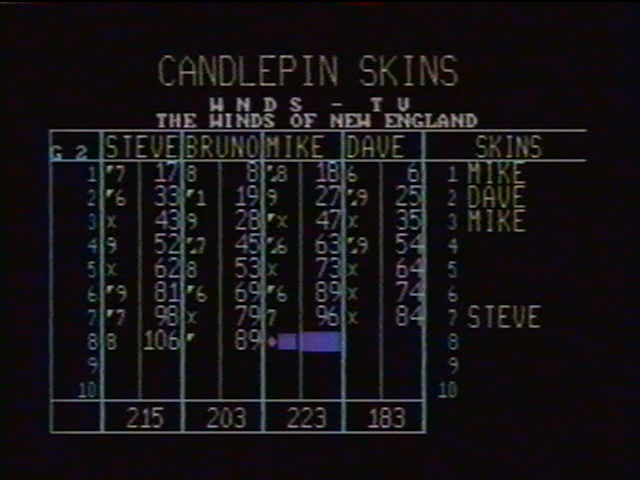 CANDLEPIN SKINS
W N D S - T V
THE WINDS OF NEW ENGLAND
G 2 STEVE BRUNO MIKE DAVE SKINS
1 7 17 8 8 8 18 6 6 1 MIKE
2 6 33 1 19 9 27 9 25 2 DAVE
3 X 43 9 28 X 47 X 35 3 MIKE
4 9 52 7 45 6 63 9 54 4
5 X 62 8 53 X 73 X 64 5
6 9 81 6 69 6 89 X 74 6
7 7 98 X 79 7 96 X 84 7 STEVE
8 8 106 89 8
9 9
10 10
215 203 223 183